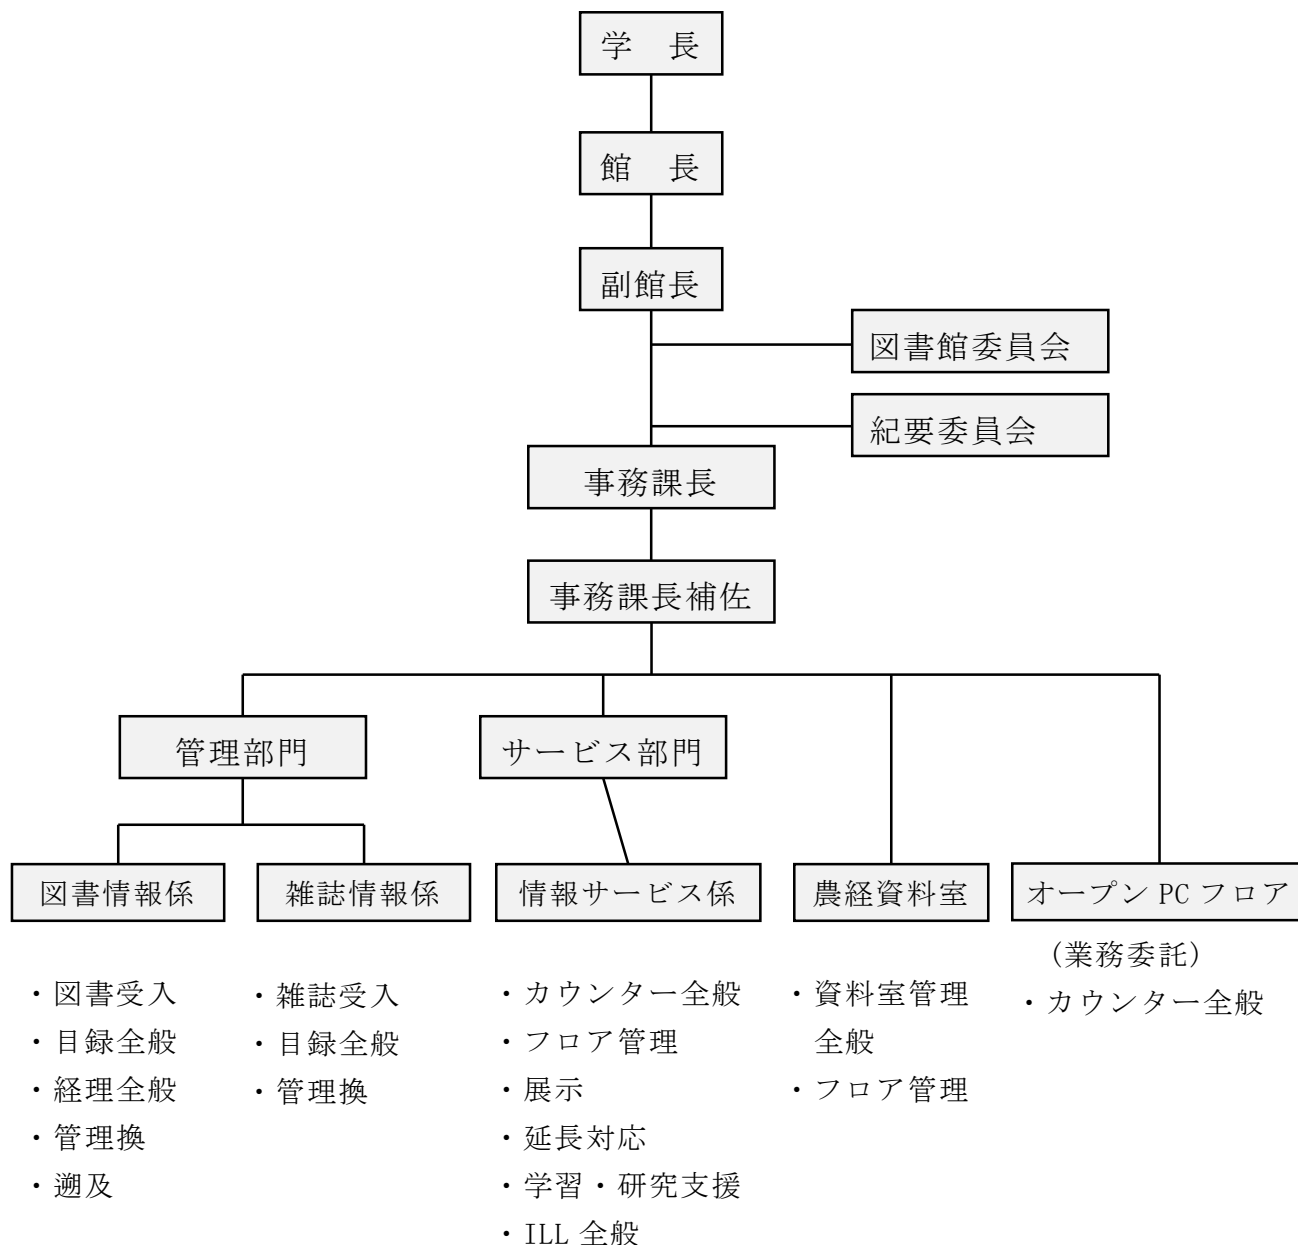 学　長
館　長
副館長
図書館委員会
紀要委員会
事務課長
事務課長補佐
管理部門
サービス部門
図書情報係
雑誌情報係
情報サービス係
農経資料室
オープン PC フロア
・図書受入
・目録全般
・経理全般
・管理換
・遡及
・雑誌受入
・目録全般
・管理換
・カウンター全般
・フロア管理
・展示
・延長対応
・学習・研究支援
・ILL 全般
・資料室管理
全般
・フロア管理
（業務委託）
・カウンター全般